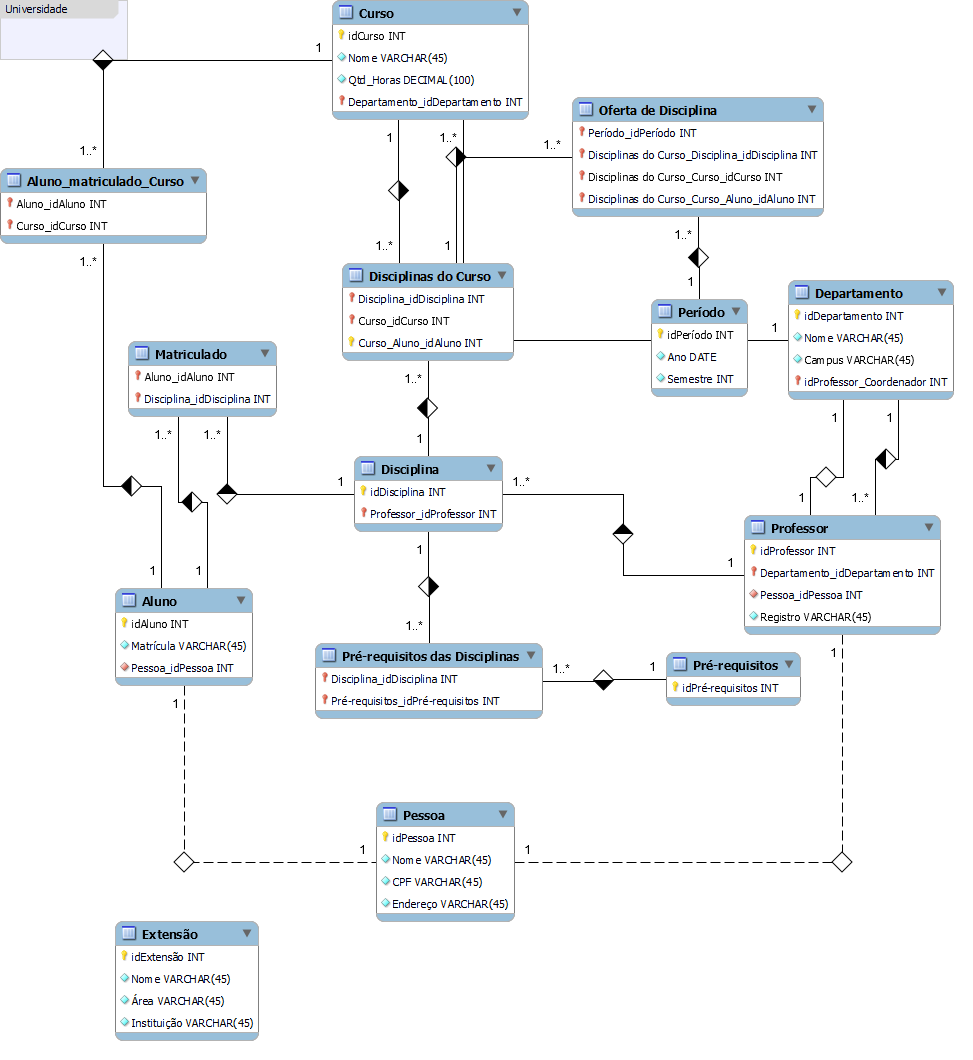 Universidade
Curso
idCurso INT
Nome VARCHAR(45)
Qtd_Horas DECIMAL(100)
Departamento_idDepartamento INT
1
1..*
1
1..*
1..*
Oferta de Disciplina
Período_idPeríodo INT
Disciplinas do Curso_Disciplina_idDisciplina INT
Disciplinas do Curso_Curso_idCurso INT
Disciplinas do Curso_Curso_Aluno_idAluno INT
1..*
Aluno_matriculado_Curso
Aluno_idAluno INT
Curso_idCurso INT
1..*
1..*
1
1..*
1
Disciplinas do Curso
Disciplina_idDisciplina INT
Curso_idCurso INT
Curso_Aluno_idAluno INT
Período
idPeríodo INT
Ano DATE
Semestre INT
1
Departamento
idDepartamento INT
Nome VARCHAR(45)
Campus VARCHAR(45)
idProfessor_Coordenador INT
Matriculado
Aluno_idAluno INT
Disciplina_idDisciplina INT
1..*
1..*
1..*
1
1
1
1
Disciplina
idDisciplina INT
Professor_idProfessor INT
1..*
1
1..*
Professor
idProfessor INT
Departamento_idDepartamento INT
Pessoa_idPessoa INT
Registro VARCHAR(45)
1
1
1
1
Aluno
idAluno INT
Matrícula VARCHAR(45)
Pessoa_idPessoa INT
1..*
Pré-requisitos das Disciplinas
Disciplina_idDisciplina INT
Pré-requisitos_idPré-requisitos INT
1..*
1
Pré-requisitos
idPré-requisitos INT
1
1
Pessoa
idPessoa INT
Nome VARCHAR(45)
CPF VARCHAR(45)
Endereço VARCHAR(45)
1
1
Extensão
idExtensão INT
Nome VARCHAR(45)
Área VARCHAR(45)
Instituição VARCHAR(45)